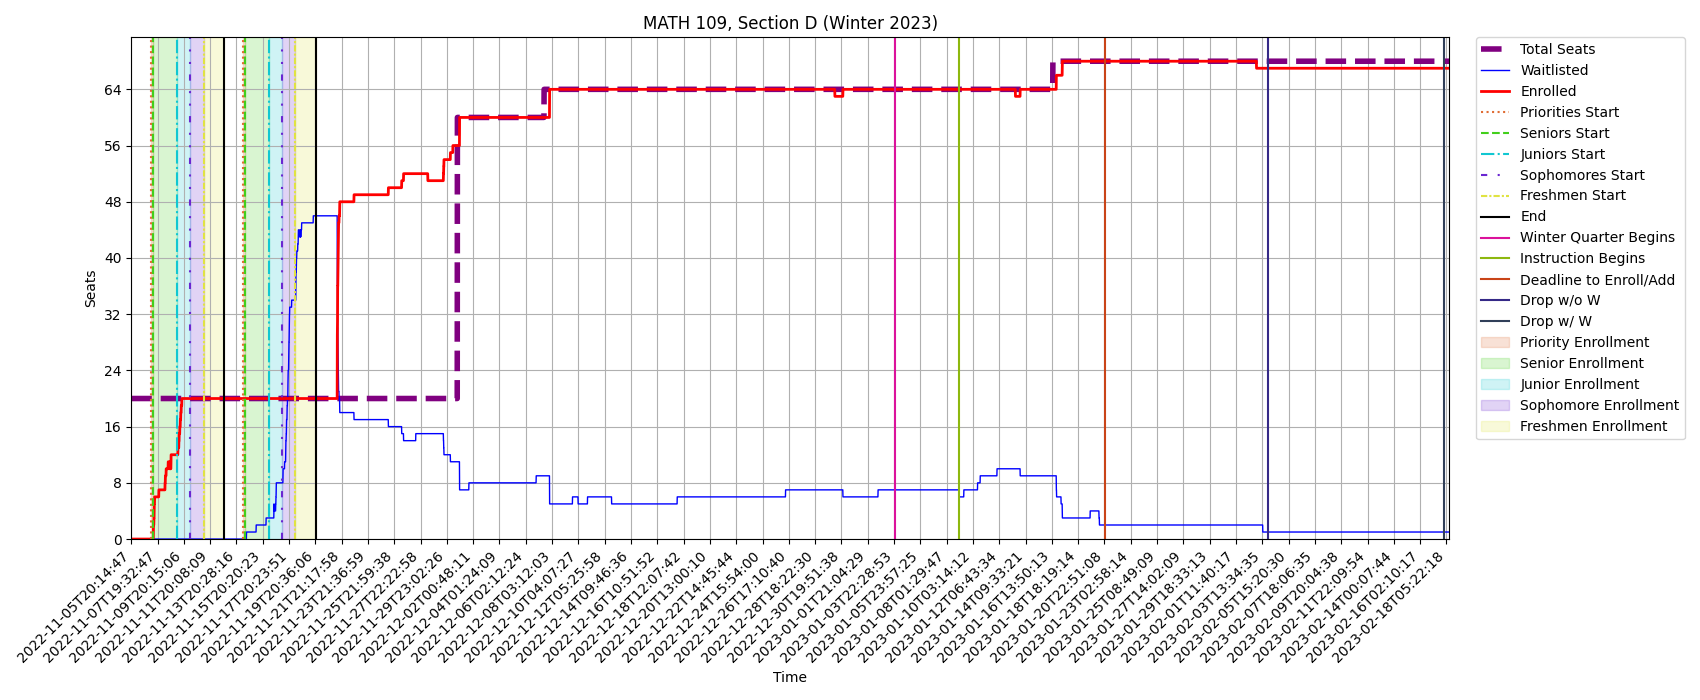 MATH 109, Section D (Winter 2023)
Seats
64
56
48
40
32
24
16
8
0
2022-11-05T20:14:47
2022-11-07T19:32:47
2022-11-09T20:15:06
2022-11-11T20:08:09
2022-11-13T20:28:16
2022-11-15T20:20:23
2022-11-17T20:23:51
2022-11-19T20:36:06
2022-11-21T21:17:58
2022-11-23T21:36:59
2022-11-25T21:59:38
2022-11-27T22:22:58
2022-11-29T23:02:26
2022-12-02T00:48:11
2022-12-04T01:24:09
2022-12-06T02:12:24
2022-12-08T03:12:03
2022-12-10T04:07:27
2022-12-12T05:25:58
2022-12-14T09:46:36
2022-12-16T10:51:52
2022-12-18T12:07:42
2022-12-20T13:00:10
2022-12-22T14:45:44
2022-12-24T15:54:00
2022-12-26T17:10:40
2022-12-28T18:22:30
2022-12-30T19:51:38
2023-01-01T21:04:29
2023-01-03T22:28:53
2023-01-05T23:57:25
2023-01-08T01:29:47
2023-01-10T03:14:12
2023-01-12T06:43:34
2023-01-14T09:33:21
2023-01-16T13:50:13
2023-01-18T18:19:14
2023-01-20T22:51:08
2023-01-23T02:58:14
2023-01-25T08:49:09
2023-01-27T14:02:09
2023-01-29T18:33:13
2023-02-01T11:40:17
2023-02-03T13:34:35
2023-02-05T15:20:30
2023-02-07T18:06:35
2023-02-09T20:04:38
2023-02-11T22:09:54
2023-02-14T00:07:44
2023-02-16T02:10:17
2023-02-18T05:22:18
Time
Total Seats
Waitlisted
Enrolled
Priorities Start
Seniors Start
Juniors Start
Sophomores Start
Freshmen Start
End
Winter Quarter Begins
Instruction Begins
Deadline to Enroll/Add
Drop w/o W
Drop w/ W
Priority Enrollment
Senior Enrollment
Junior Enrollment
Sophomore Enrollment
Freshmen Enrollment